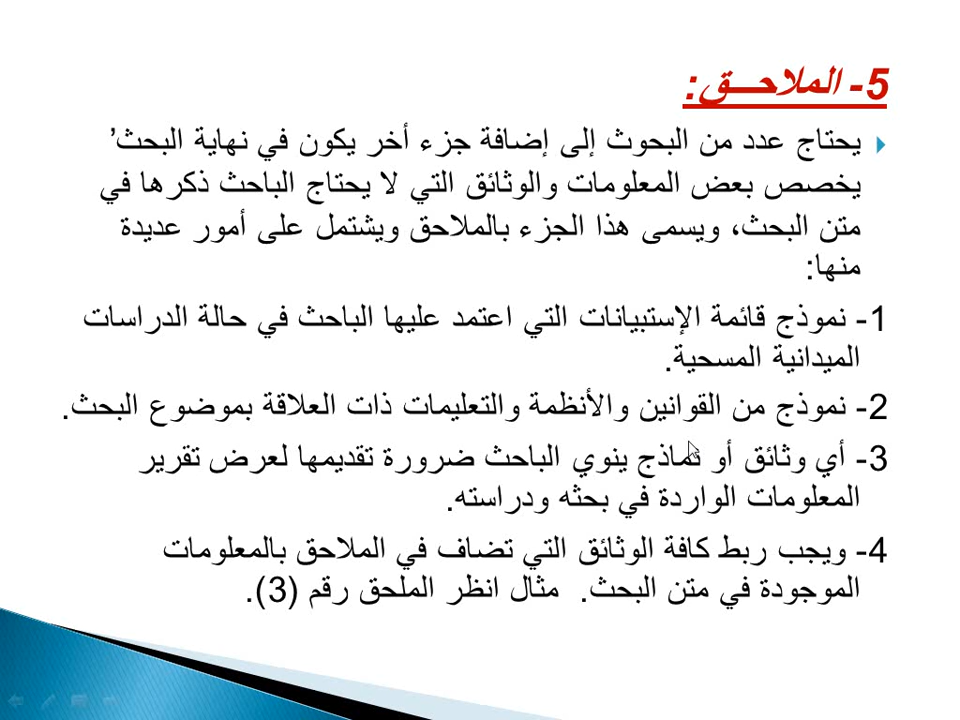 5- الملاحـــق:
يحتاج عدد من البحوث إلى إضافة جزء أخر يكون في نهاية البحث’
يخصص بعض المعلومات والوثائق التي لا يحتاج الباحث ذكرها في
متن البحث، ويسمى هذا الجزء بالملاحق ويشتمل على أمور عديدة
منها:
1- نموذج قائمة الإستبيانات التي اعتمد عليها الباحث في حالة الدراسات
الميدانية المسحية.
2- نموذج من القوانين والأنظمة والتعليمات ذات العلاقة بموضوع البحث.
3- أي وثائق أو نماذج ينوي الباحث ضرورة تقديمها لعرض تقرير
المعلومات الواردة في بحثه ودراسته.
4- ويجب ربط كافة الوثائق التي تضاف في الملاحق بالمعلومات
الموجودة في متن البحث. مثال انظر الملحق رقم (3).